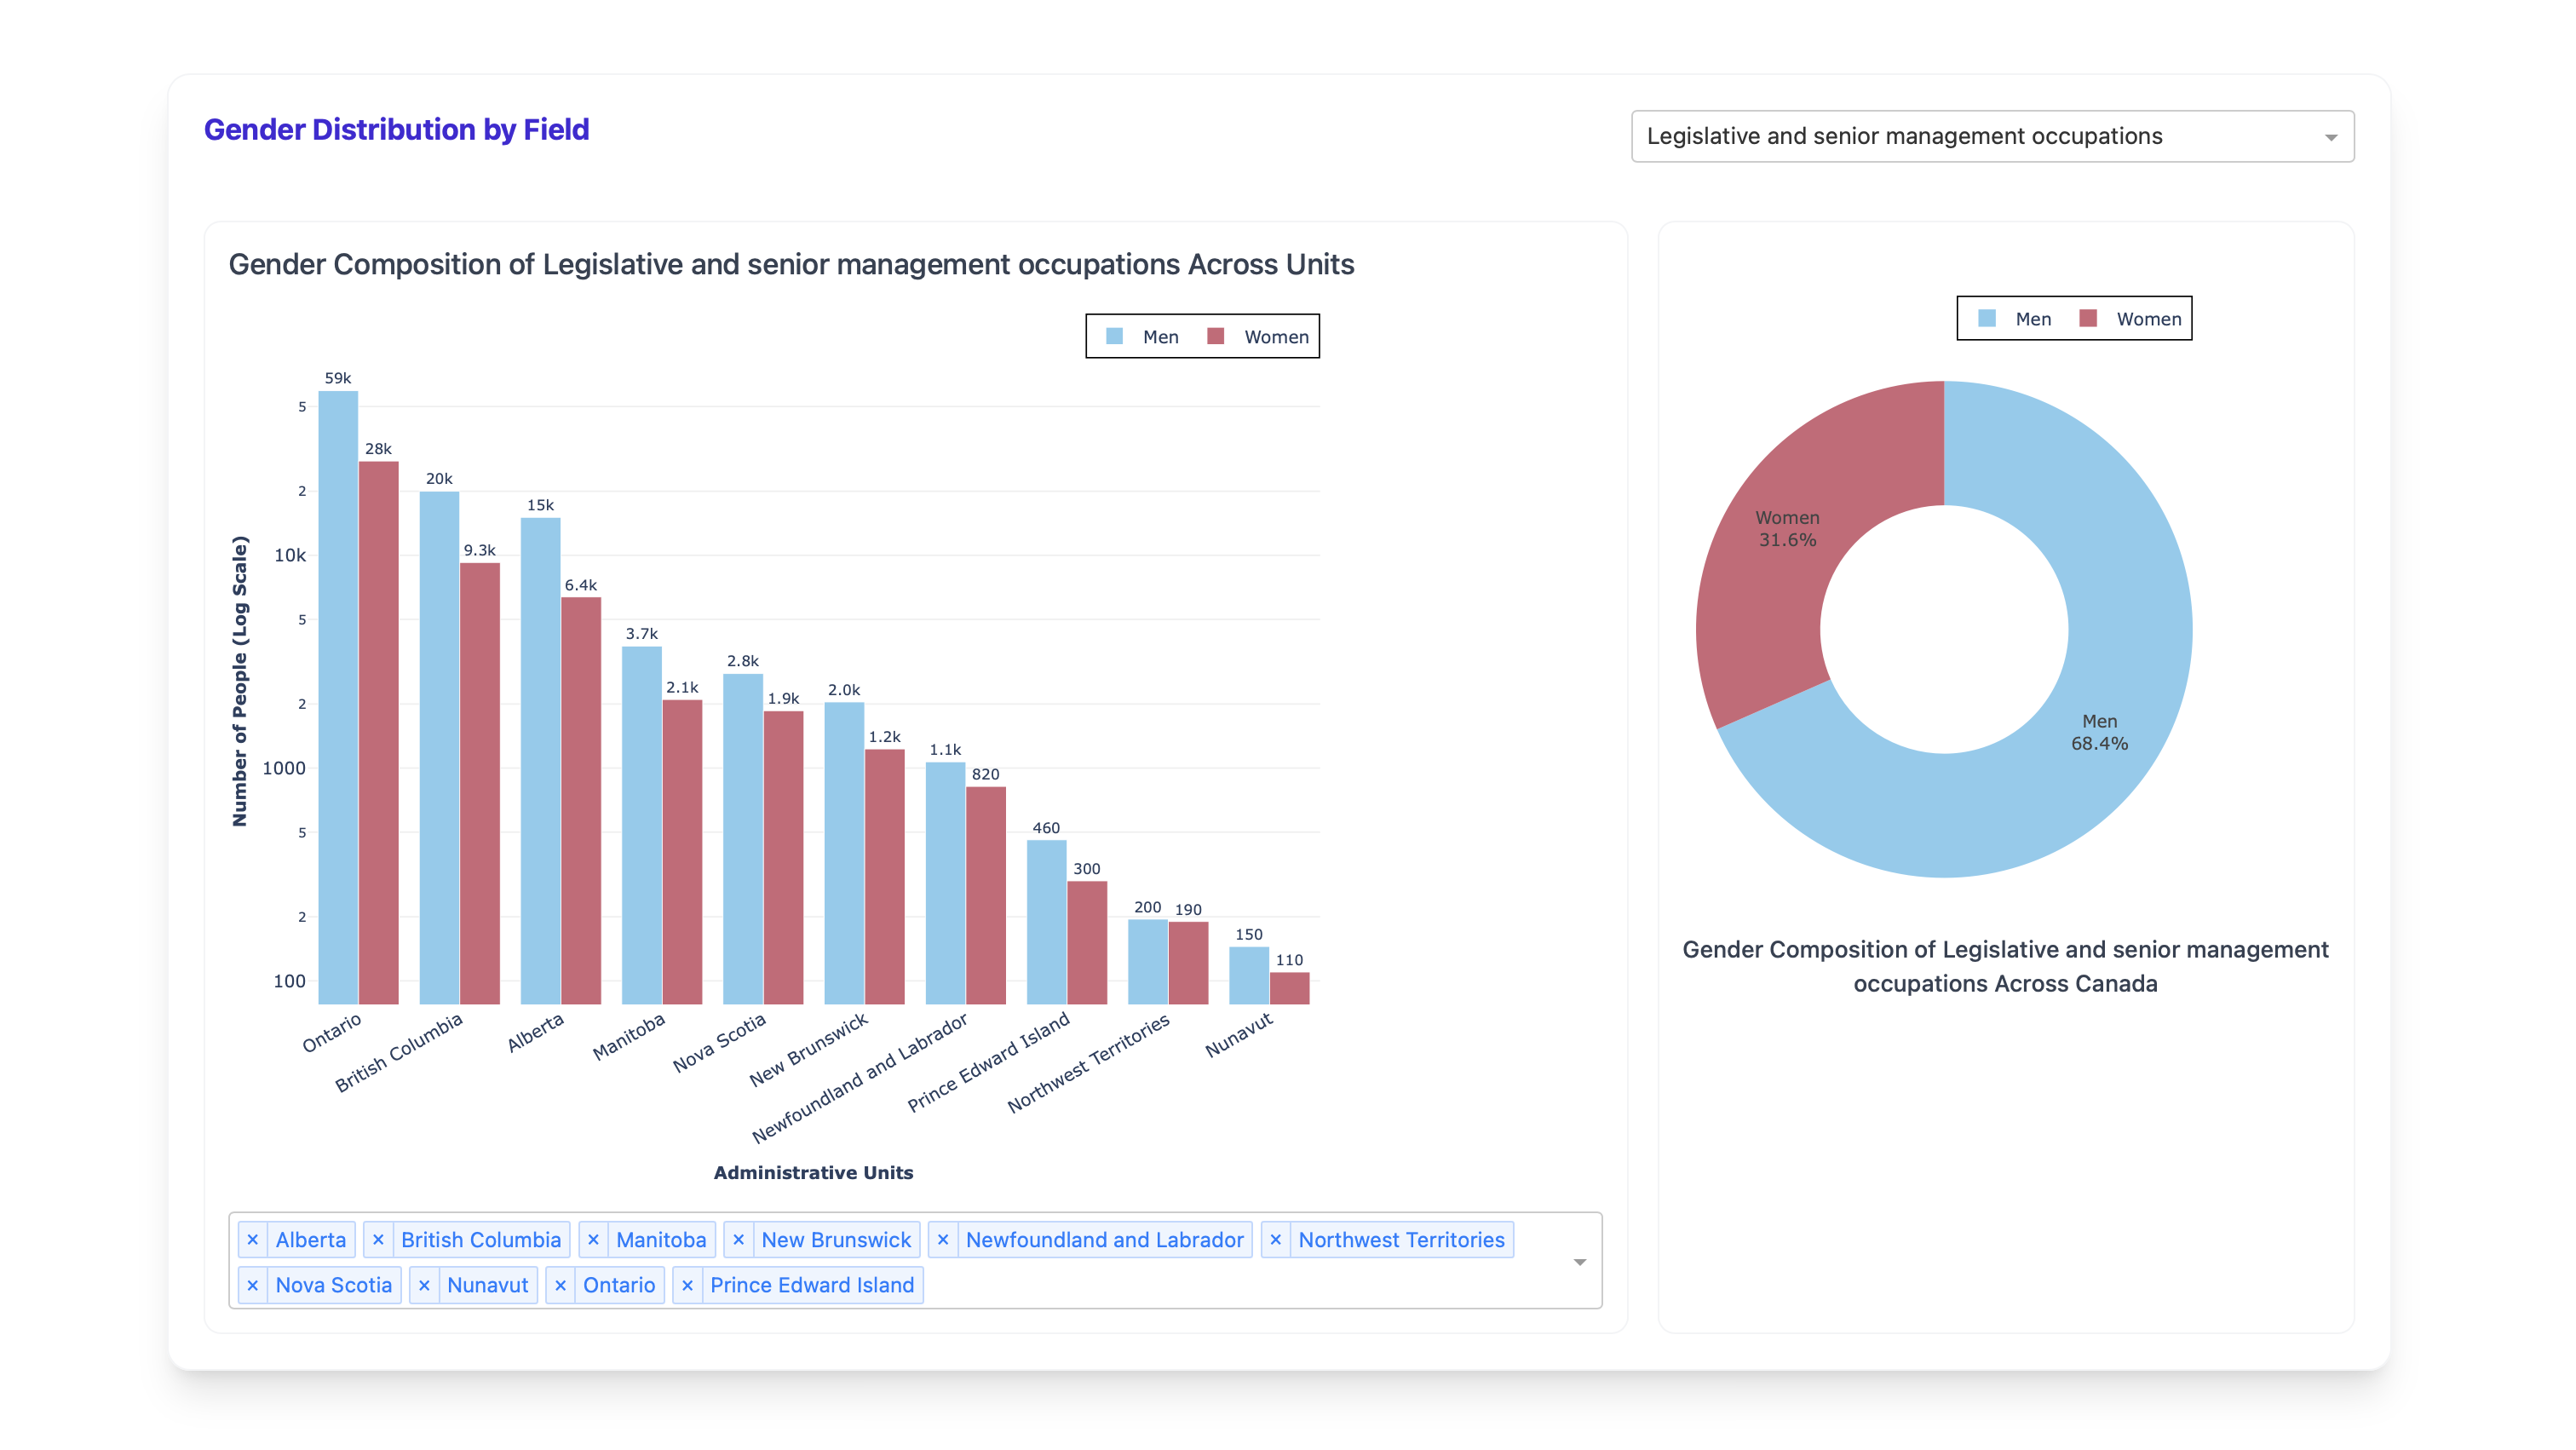 Gender Distribution by Field
Legislative and senior management occupations
Gender Composition of Legislative and senior management occupations Across Units
Men
Women
Number of People (Log Scale)
5
2
10k
5
2
1000
5
2
100
59k
28k
20k
9.3k
15k
6.4k
3.7k
2.1k
2.8k
1.9k
2.0k
1.2k
1.1k
820
460
300
200
190
150
110
Ontario
British Columbia
Alberta
Manitoba
Nova Scotia
New Brunswick
Newfoundland and Labrador
Prince Edward Island
Northwest Territories
Nunavut
Administrative Units
× Alberta × British Columbia × Manitoba × New Brunswick × Newfoundland and Labrador × Northwest Territories
× Nova Scotia × Nunavut × Ontario × Prince Edward Island
Men
Women
Women
31.6%
Men
68.4%
Gender Composition of Legislative and senior management
occupations Across Canada